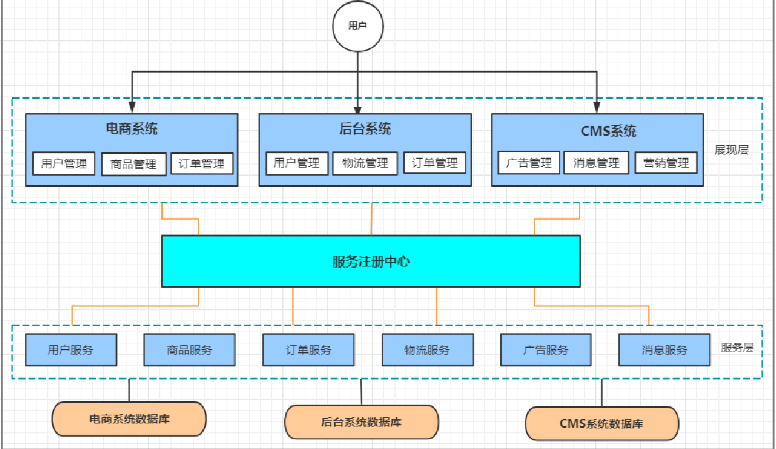 用户
电商系统
用户管理
商品管理
订单管理
后台系统
用户管理
物流管理
订单管理
CMS系统
广告管理
消息管理
营销管理
展现层
服务注册中心
用户服务
商品服务
订单服务
物流服务
广告服务
消息服务
服务层
电商系统数据库
后台系统数据库
CMS系统数据库